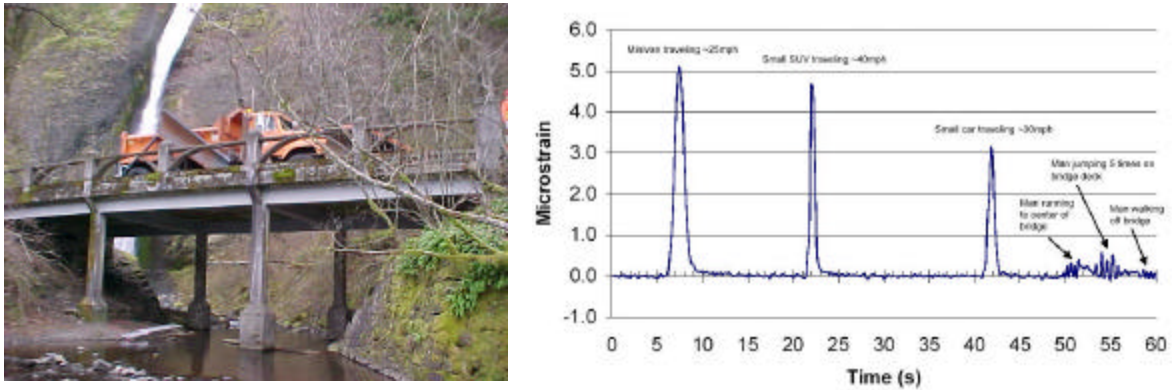 6.0
5.0
4.0
3.0
2.0
1.0
0.0
-1.0
Microstrain
Minivan traveling ~25mph
Small SUV traveling ~40mph
Small car traveling ~30mph
Man jumping 5 times on
bridge deck
Man running
to center of
bridge
Man walking
off bridge
0 5 10 15 20 25 30 35 40 45 50 55 60
Time (s)